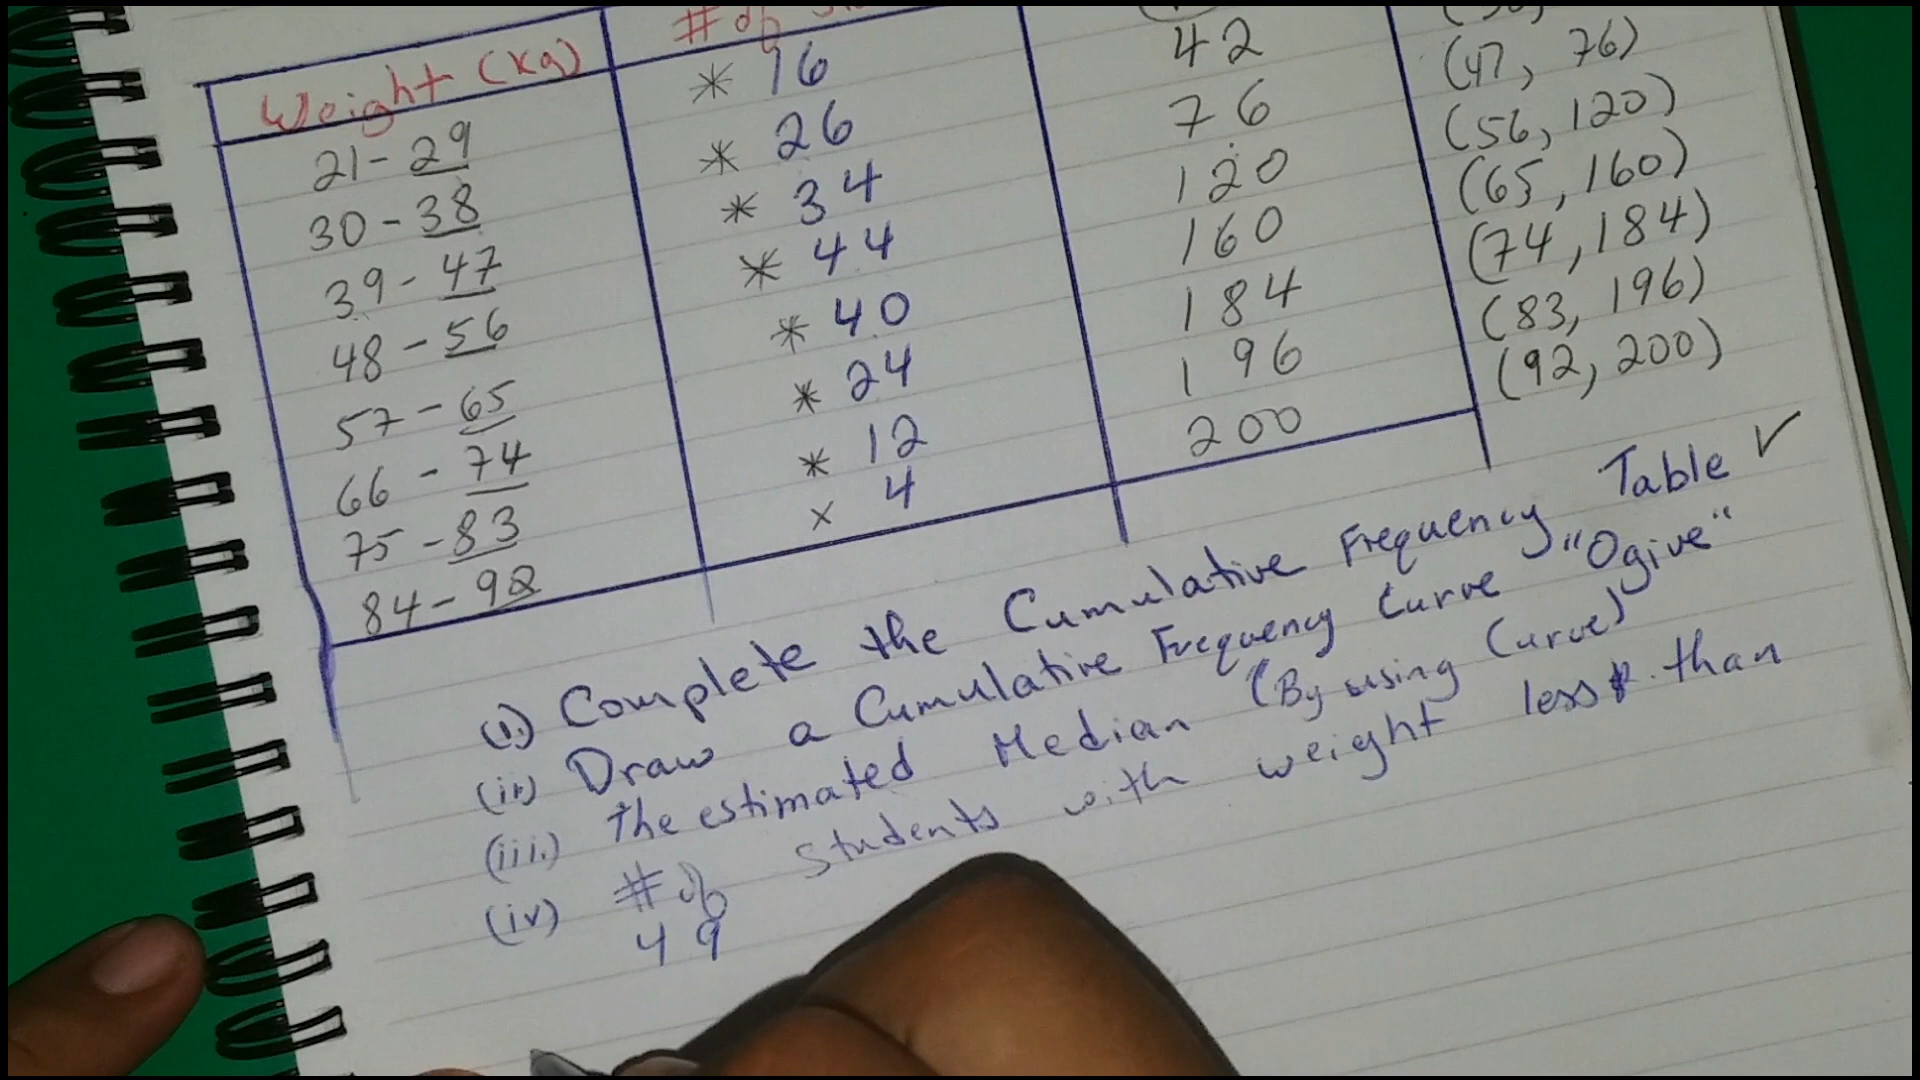 Weight (Kg) # of
21 - 29 * 16 42 (47, 76)
30 - 38 * 26 76 (56, 120)
39 - 47 * 34 120 (65, 160)
48 - 56 * 44 160 (74, 184)
57 - 65 * 40 184 (83, 196)
66 - 74 * 24 196 (92, 200)
75 - 83 * 12 200
84 - 92 × 4
(i.) Complete the Cumulative Frequency Table ✓
(ii) Draw a Cumulative Frequency Curve "Ogive"
(iii.) The estimated Median (By using Curve)
(iv) # of Students with weight less than
49